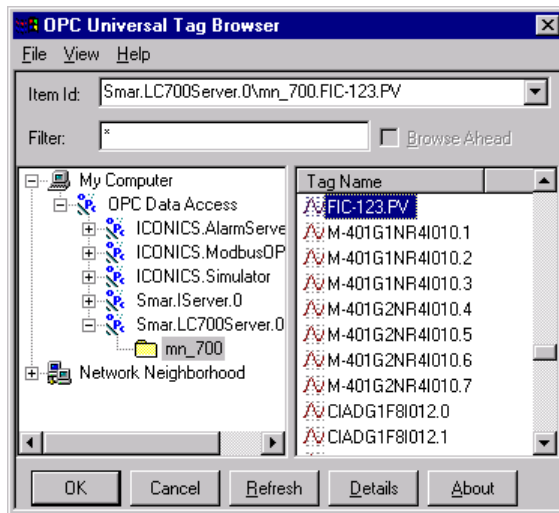 OPC Universal Tag Browser
File View Help
Item Id: Smar.LC700Server.0\mn_700.FIC-123.PV
Filter: * Browse Ahead
My Computer
OPC Data Access
ICONICS.AlarmServe
ICONICS.ModbusOP
ICONICS.Simulator
Smar.IServer.0
Smar.LC700Server.0
mn_700
Network Neighborhood
Tag Name
FIC-123.PV
M-401G1NR4I010.1
M-401G1NR4I010.2
M-401G1NR4I010.3
M-401G2NR4I010.4
M-401G2NR4I010.5
M-401G2NR4I010.6
M-401G2NR4I010.7
CIADG1F8I012.0
CIADG1F8I012.1
OK Cancel Refresh Details About